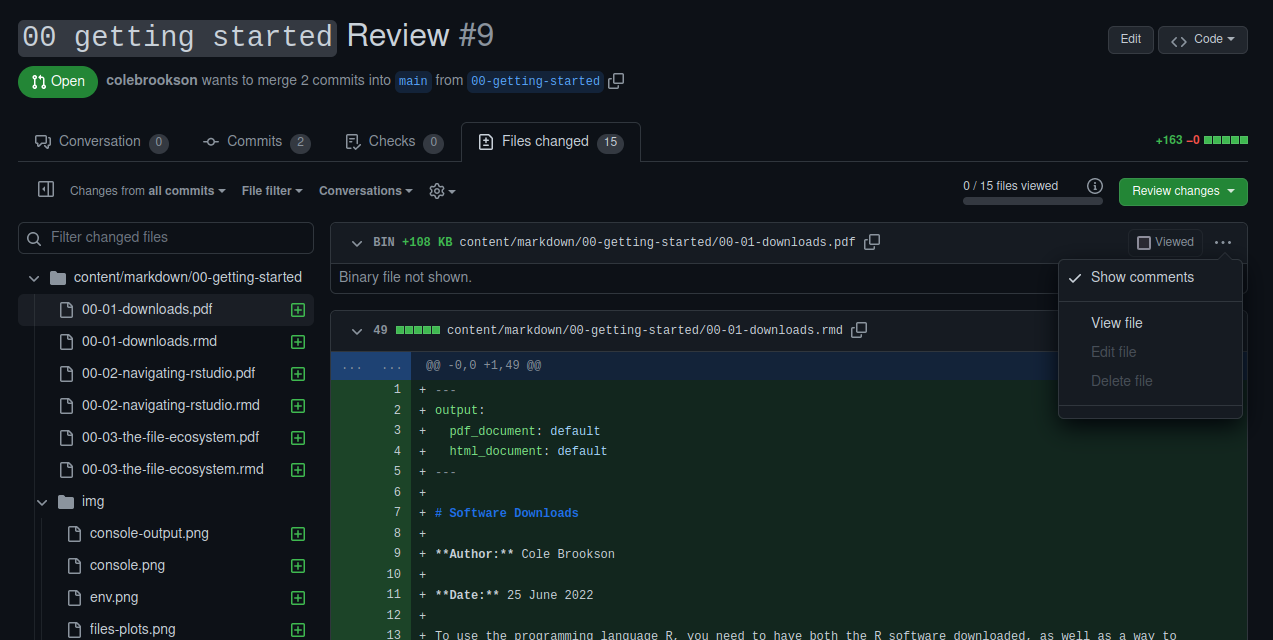 00 getting started Review #9
Edit
Code
Open
colebrookson wants to merge 2 commits into main from 00-getting-started
Conversation 0
Commits 2
Checks 0
Files changed 15
+163 −0
Changes from all commits
File filter
Conversations
0 / 15 files viewed
Review changes
Filter changed files
content/markdown/00-getting-started
00-01-downloads.pdf
00-01-downloads.rmd
00-02-navigating-rstudio.pdf
00-02-navigating-rstudio.rmd
00-03-the-file-ecosystem.pdf
00-03-the-file-ecosystem.rmd
img
console-output.png
console.png
env.png
files-plots.png
BIN +108 KB content/markdown/00-getting-started/00-01-downloads.pdf
Viewed
...
Binary file not shown.
Show comments
View file
Edit file
Delete file
49 content/markdown/00-getting-started/00-01-downloads.rmd
... ... @@ -0,0 +1,49 @@
1 + ---
2 + output:
3 + pdf_document: default
4 + html_document: default
5 + ---
6 +
7 + # Software Downloads
8 +
9 + **Author:** Cole Brookson
10 +
11 + **Date:** 25 June 2022
12 +
13 + To use the programming language R, you need to have both the R software downloaded, as well as a way to